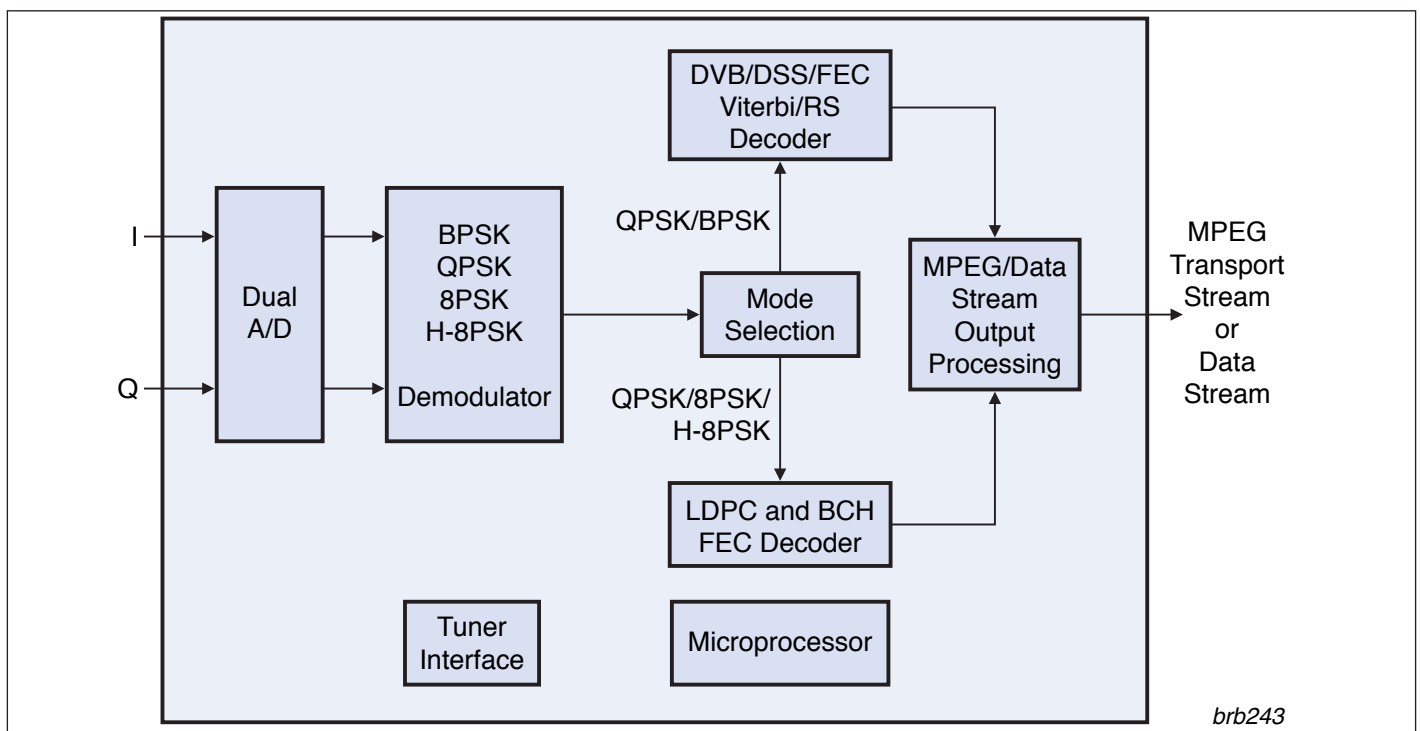 DVB/DSS/FEC
Viterbi/RS
Decoder
I
Q
Dual
A/D
BPSK
QPSK
8PSK
H-8PSK
Demodulator
QPSK/BPSK
Mode
Selection
QPSK/8PSK/
H-8PSK
LDPC and BCH
FEC Decoder
MPEG/Data
Stream
Output
Processing
MPEG
Transport
Stream
or
Data
Stream
Tuner
Interface
Microprocessor
brb243